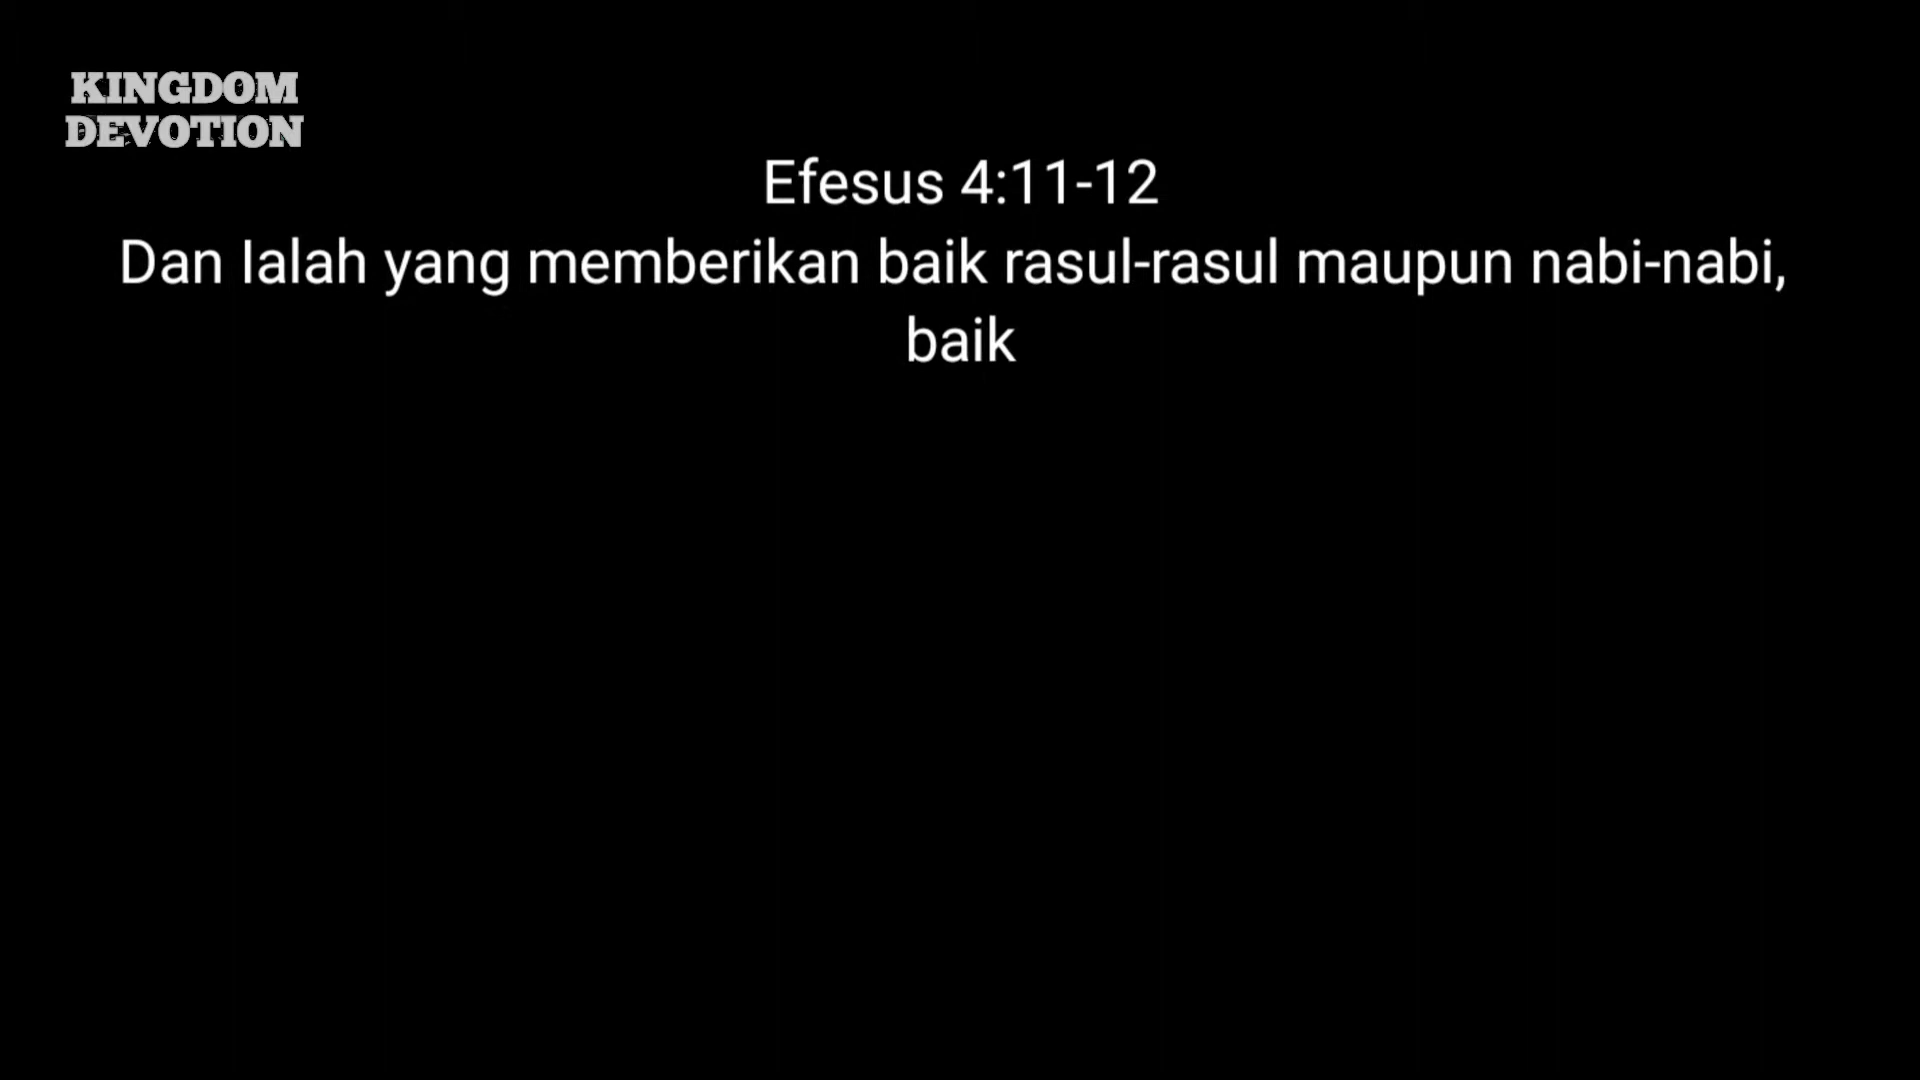 KINGDOM
DEVOTION
Efesus 4:11-12
Dan Ialah yang memberikan baik rasul-rasul maupun nabi-nabi,
baik